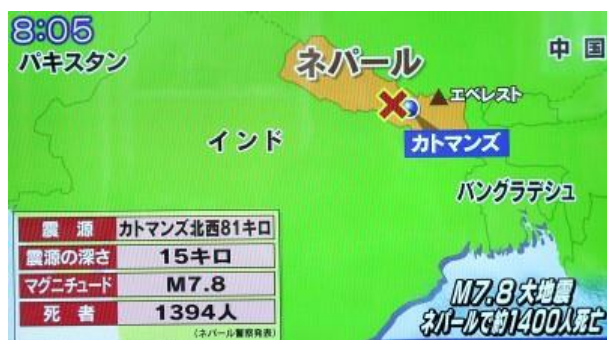 8:05
パキスタン
ネパール
中国
エベレスト
カトマンズ
インド
バングラデシュ
震源 カトマンズ北西81キロ
震源の深さ 15キロ
マグニチュード M7.8
死者 1394人
(ネパール警察発表)
M7.8 大地震
ネパールで約1400人死亡